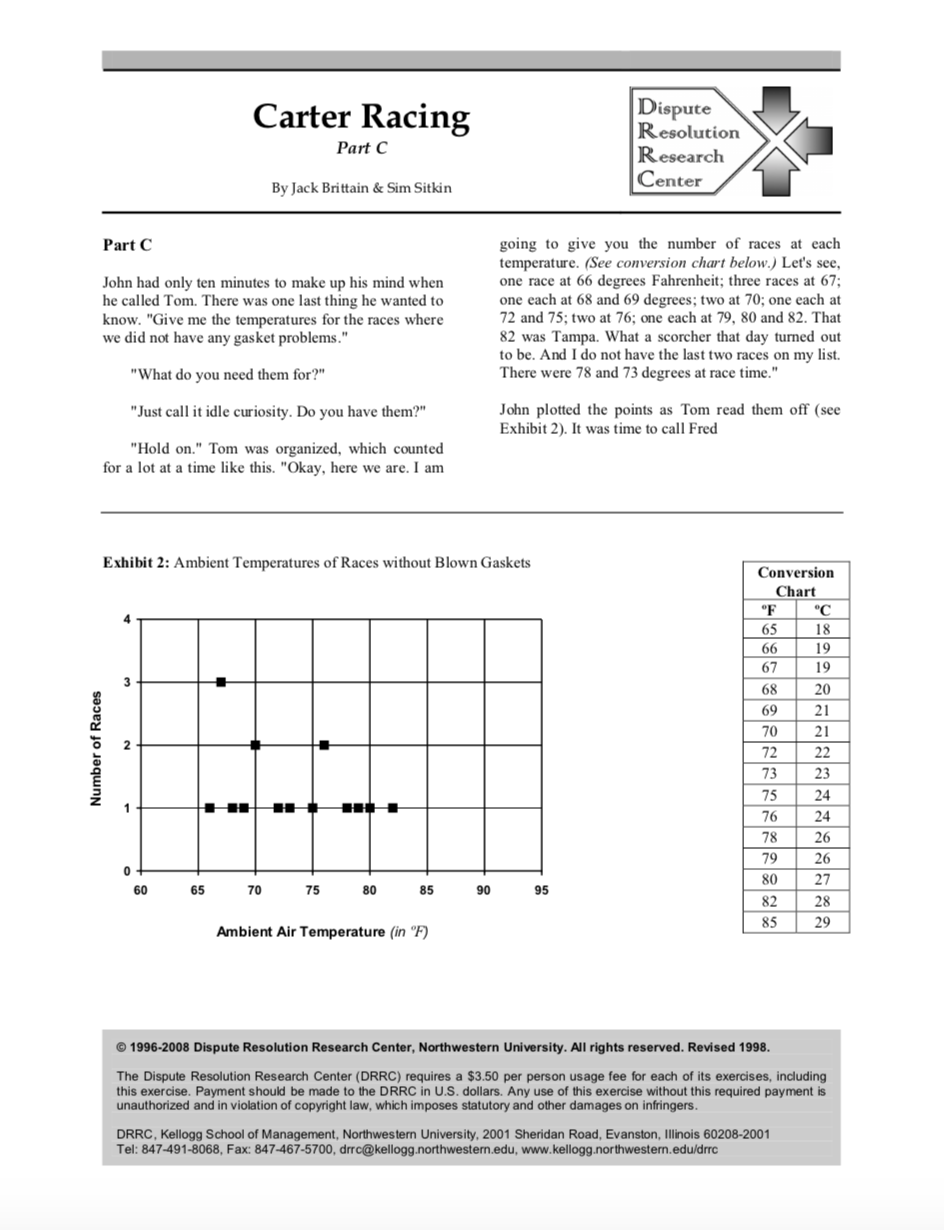 Carter Racing
Part C
By Jack Brittain & Sim Sitkin
Dispute
Resolution
Research
Center
Part C
John had only ten minutes to make up his mind when
he called Tom. There was one last thing he wanted to
know. "Give me the temperatures for the races where
we did not have any gasket problems."
"What do you need them for?"
"Just call it idle curiosity. Do you have them?"
"Hold on." Tom was organized, which counted
for a lot at a time like this. "Okay, here we are. I am
going to give you the number of races at each
temperature. (See conversion chart below.) Let's see,
one race at 66 degrees Fahrenheit; three races at 67;
one each at 68 and 69 degrees; two at 70; one each at
72 and 75; two at 76; one each at 79, 80 and 82. That
82 was Tampa. What a scorcher that day turned out
to be. And I do not have the last two races on my list.
There were 78 and 73 degrees at race time."
John plotted the points as Tom read them off (see
Exhibit 2). It was time to call Fred
Exhibit 2: Ambient Temperatures of Races without Blown Gaskets
4
3
2
1
0
Number of Races
60 65 70 75 80 85 90 95
Ambient Air Temperature (in ºF)
Conversion
Chart
ºF ºC
65 18
66 19
67 19
68 20
69 21
70 21
72 22
73 23
75 24
76 24
78 26
79 26
80 27
82 28
85 29
© 1996-2008 Dispute Resolution Research Center, Northwestern University. All rights reserved. Revised 1998.
The Dispute Resolution Research Center (DRRC) requires a $3.50 per person usage fee for each of its exercises, including
this exercise. Payment should be made to the DRRC in U.S. dollars. Any use of this exercise without this required payment is
unauthorized and in violation of copyright law, which imposes statutory and other damages on infringers.
DRRC, Kellogg School of Management, Northwestern University, 2001 Sheridan Road, Evanston, Illinois 60208-2001
Tel: 847-491-8068, Fax: 847-467-5700, drrc@kellogg.northwestern.edu, www.kellogg.northwestern.edu/drrc